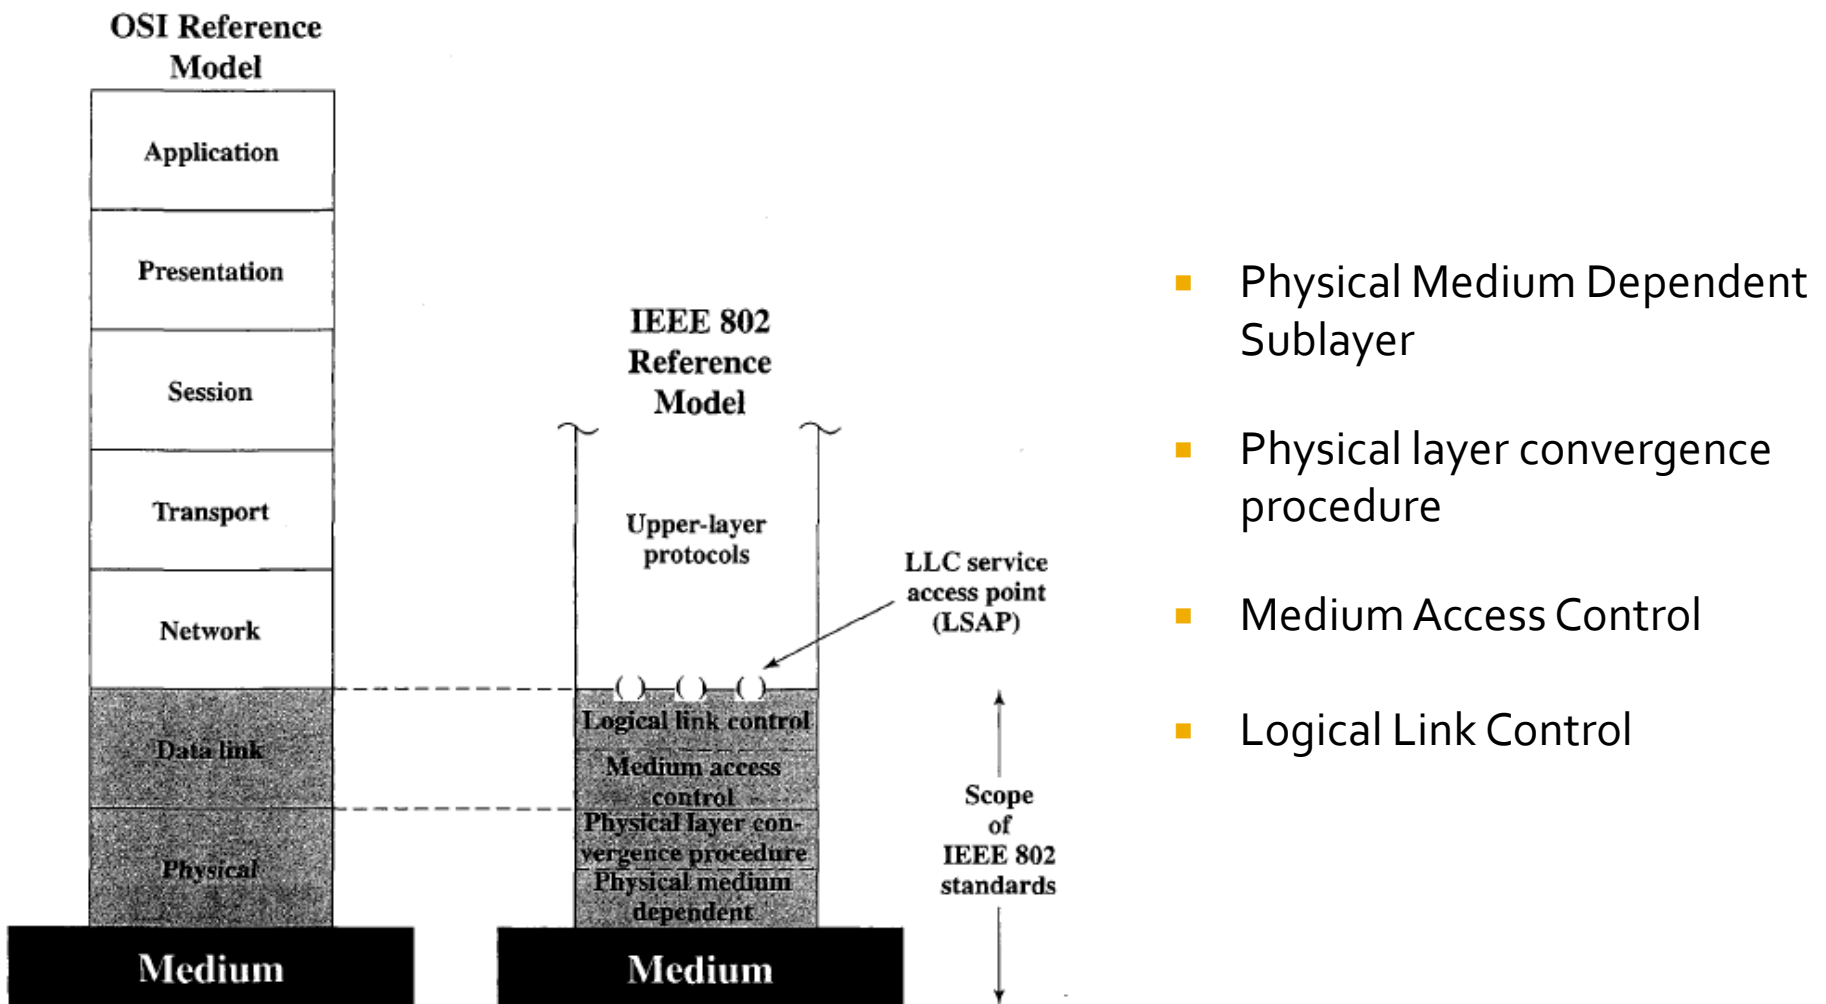 OSI Reference
Model
Application
Presentation
Session
Transport
Network
Data link
Physical
Medium
IEEE 802
Reference
Model
Upper-layer
protocols
LLC service
access point
(LSAP)
Logical link control
Medium access
control
Physical layer con-
vergence procedure
Physical medium
dependent
Medium
Scope
of
IEEE 802
standards
Physical Medium Dependent
Sublayer
Physical layer convergence
procedure
Medium Access Control
Logical Link Control